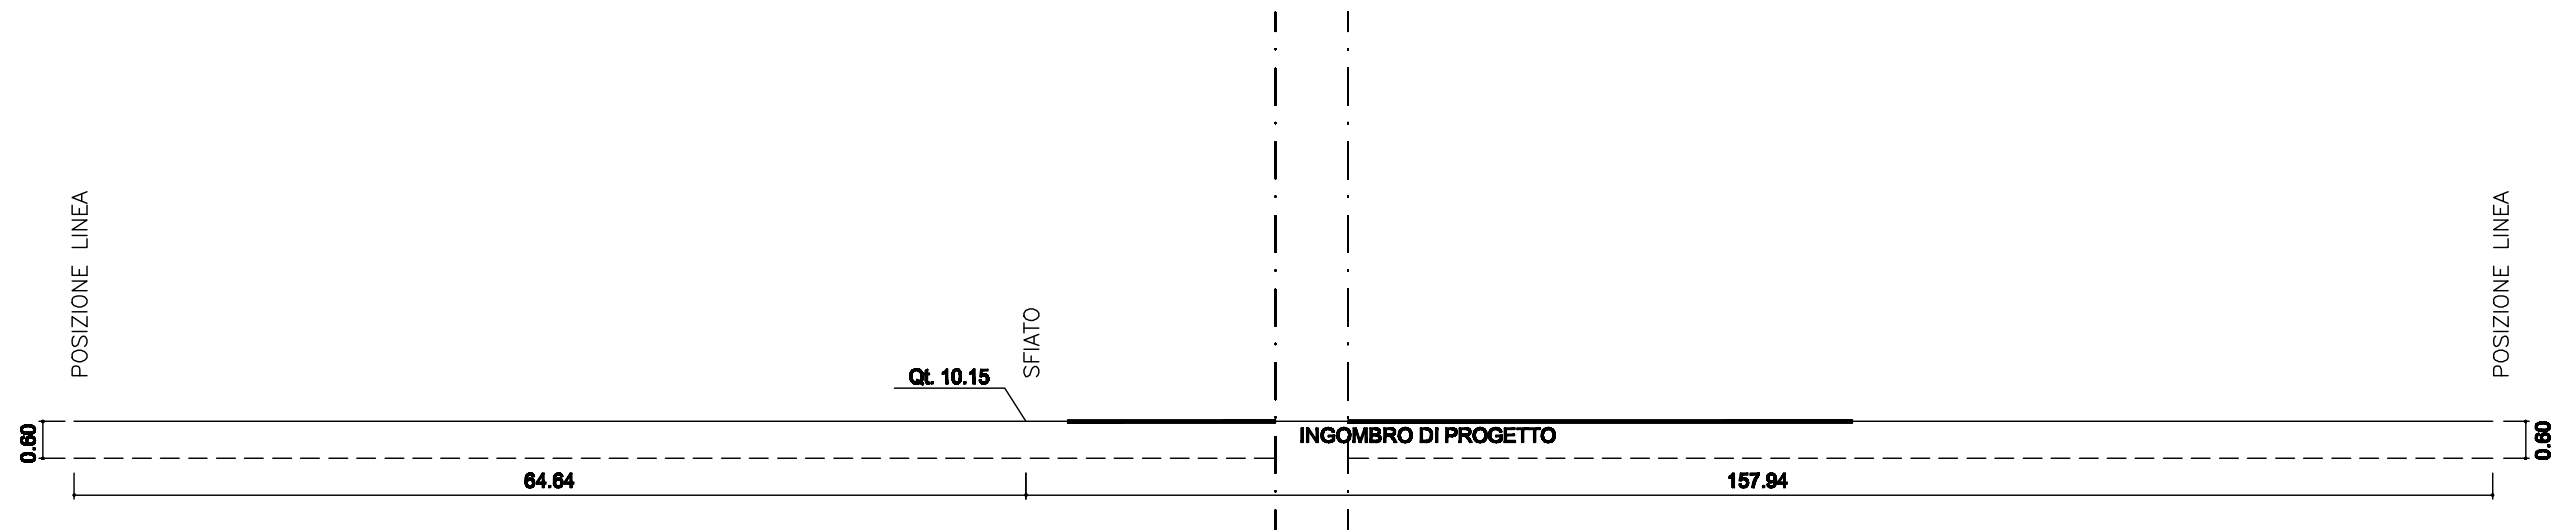 POSIZIONE LINEA
SFIATO
POSIZIONE LINEA
Qt. 10.15
0.60
INGOMBRO DI PROGETTO
0.60
64.64
157.94